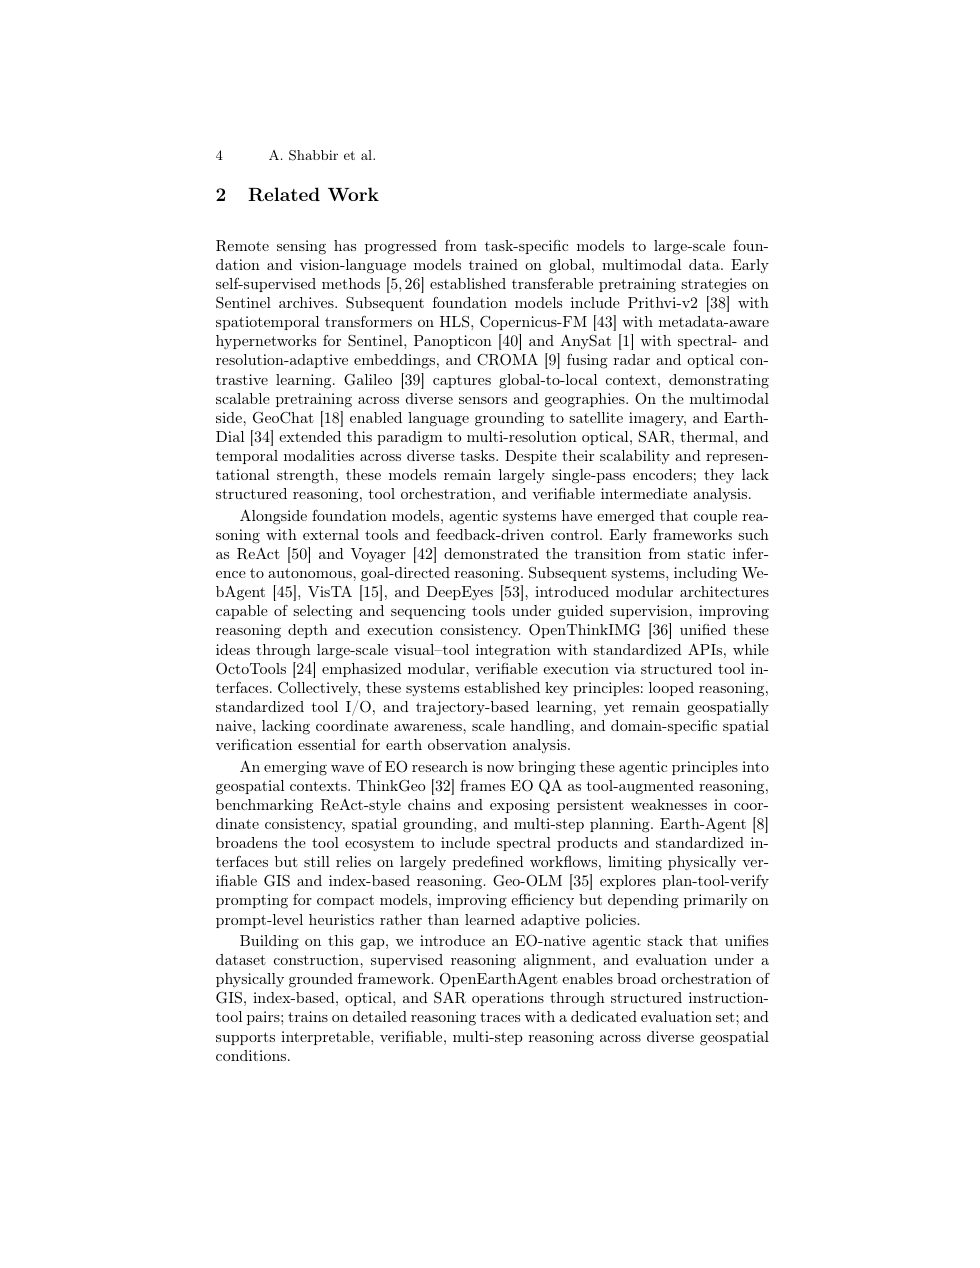 4 A. Shabbir et al.
2 Related Work
Remote sensing has progressed from task-specific models to large-scale foun-
dation and vision-language models trained on global, multimodal data. Early
self-supervised methods [5, 26] established transferable pretraining strategies on
Sentinel archives. Subsequent foundation models include Prithvi-v2 [38] with
spatiotemporal transformers on HLS, Copernicus-FM [43] with metadata-aware
hypernetworks for Sentinel, Panopticon [40] and AnySat [1] with spectral- and
resolution-adaptive embeddings, and CROMA [9] fusing radar and optical con-
trastive learning. Galileo [39] captures global-to-local context, demonstrating
scalable pretraining across diverse sensors and geographies. On the multimodal
side, GeoChat [18] enabled language grounding to satellite imagery, and Earth-
Dial [34] extended this paradigm to multi-resolution optical, SAR, thermal, and
temporal modalities across diverse tasks. Despite their scalability and represen-
tational strength, these models remain largely single-pass encoders; they lack
structured reasoning, tool orchestration, and verifiable intermediate analysis.
Alongside foundation models, agentic systems have emerged that couple rea-
soning with external tools and feedback-driven control. Early frameworks such
as ReAct [50] and Voyager [42] demonstrated the transition from static infer-
ence to autonomous, goal-directed reasoning. Subsequent systems, including We-
bAgent [45], VisTA [15], and DeepEyes [53], introduced modular architectures
capable of selecting and sequencing tools under guided supervision, improving
reasoning depth and execution consistency. OpenThinkIMG [36] unified these
ideas through large-scale visual–tool integration with standardized APIs, while
OctoTools [24] emphasized modular, verifiable execution via structured tool in-
terfaces. Collectively, these systems established key principles: looped reasoning,
standardized tool I/O, and trajectory-based learning, yet remain geospatially
naive, lacking coordinate awareness, scale handling, and domain-specific spatial
verification essential for earth observation analysis.
An emerging wave of EO research is now bringing these agentic principles into
geospatial contexts. ThinkGeo [32] frames EO QA as tool-augmented reasoning,
benchmarking ReAct-style chains and exposing persistent weaknesses in coor-
dinate consistency, spatial grounding, and multi-step planning. Earth-Agent [8]
broadens the tool ecosystem to include spectral products and standardized in-
terfaces but still relies on largely predefined workflows, limiting physically ver-
ifiable GIS and index-based reasoning. Geo-OLM [35] explores plan-tool-verify
prompting for compact models, improving efficiency but depending primarily on
prompt-level heuristics rather than learned adaptive policies.
Building on this gap, we introduce an EO-native agentic stack that unifies
dataset construction, supervised reasoning alignment, and evaluation under a
physically grounded framework. OpenEarthAgent enables broad orchestration of
GIS, index-based, optical, and SAR operations through structured instruction-
tool pairs; trains on detailed reasoning traces with a dedicated evaluation set; and
supports interpretable, verifiable, multi-step reasoning across diverse geospatial
conditions.